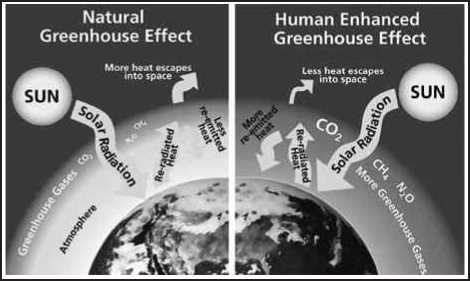 Natural
Greenhouse Effect
More heat escapes
into space
SUN
Solar Radiation
Less
re-emitted
heat
Re-radiated
Heat
Greenhouse Gases
CO₂
Atmosphere
Human Enhanced
Greenhouse Effect
Less heat escapes
into space
SUN
More
re-emitted
heat
Re-radiated
Heat
CO₂
Solar Radiation
CH₄
N₂O
More Greenhouse Gases